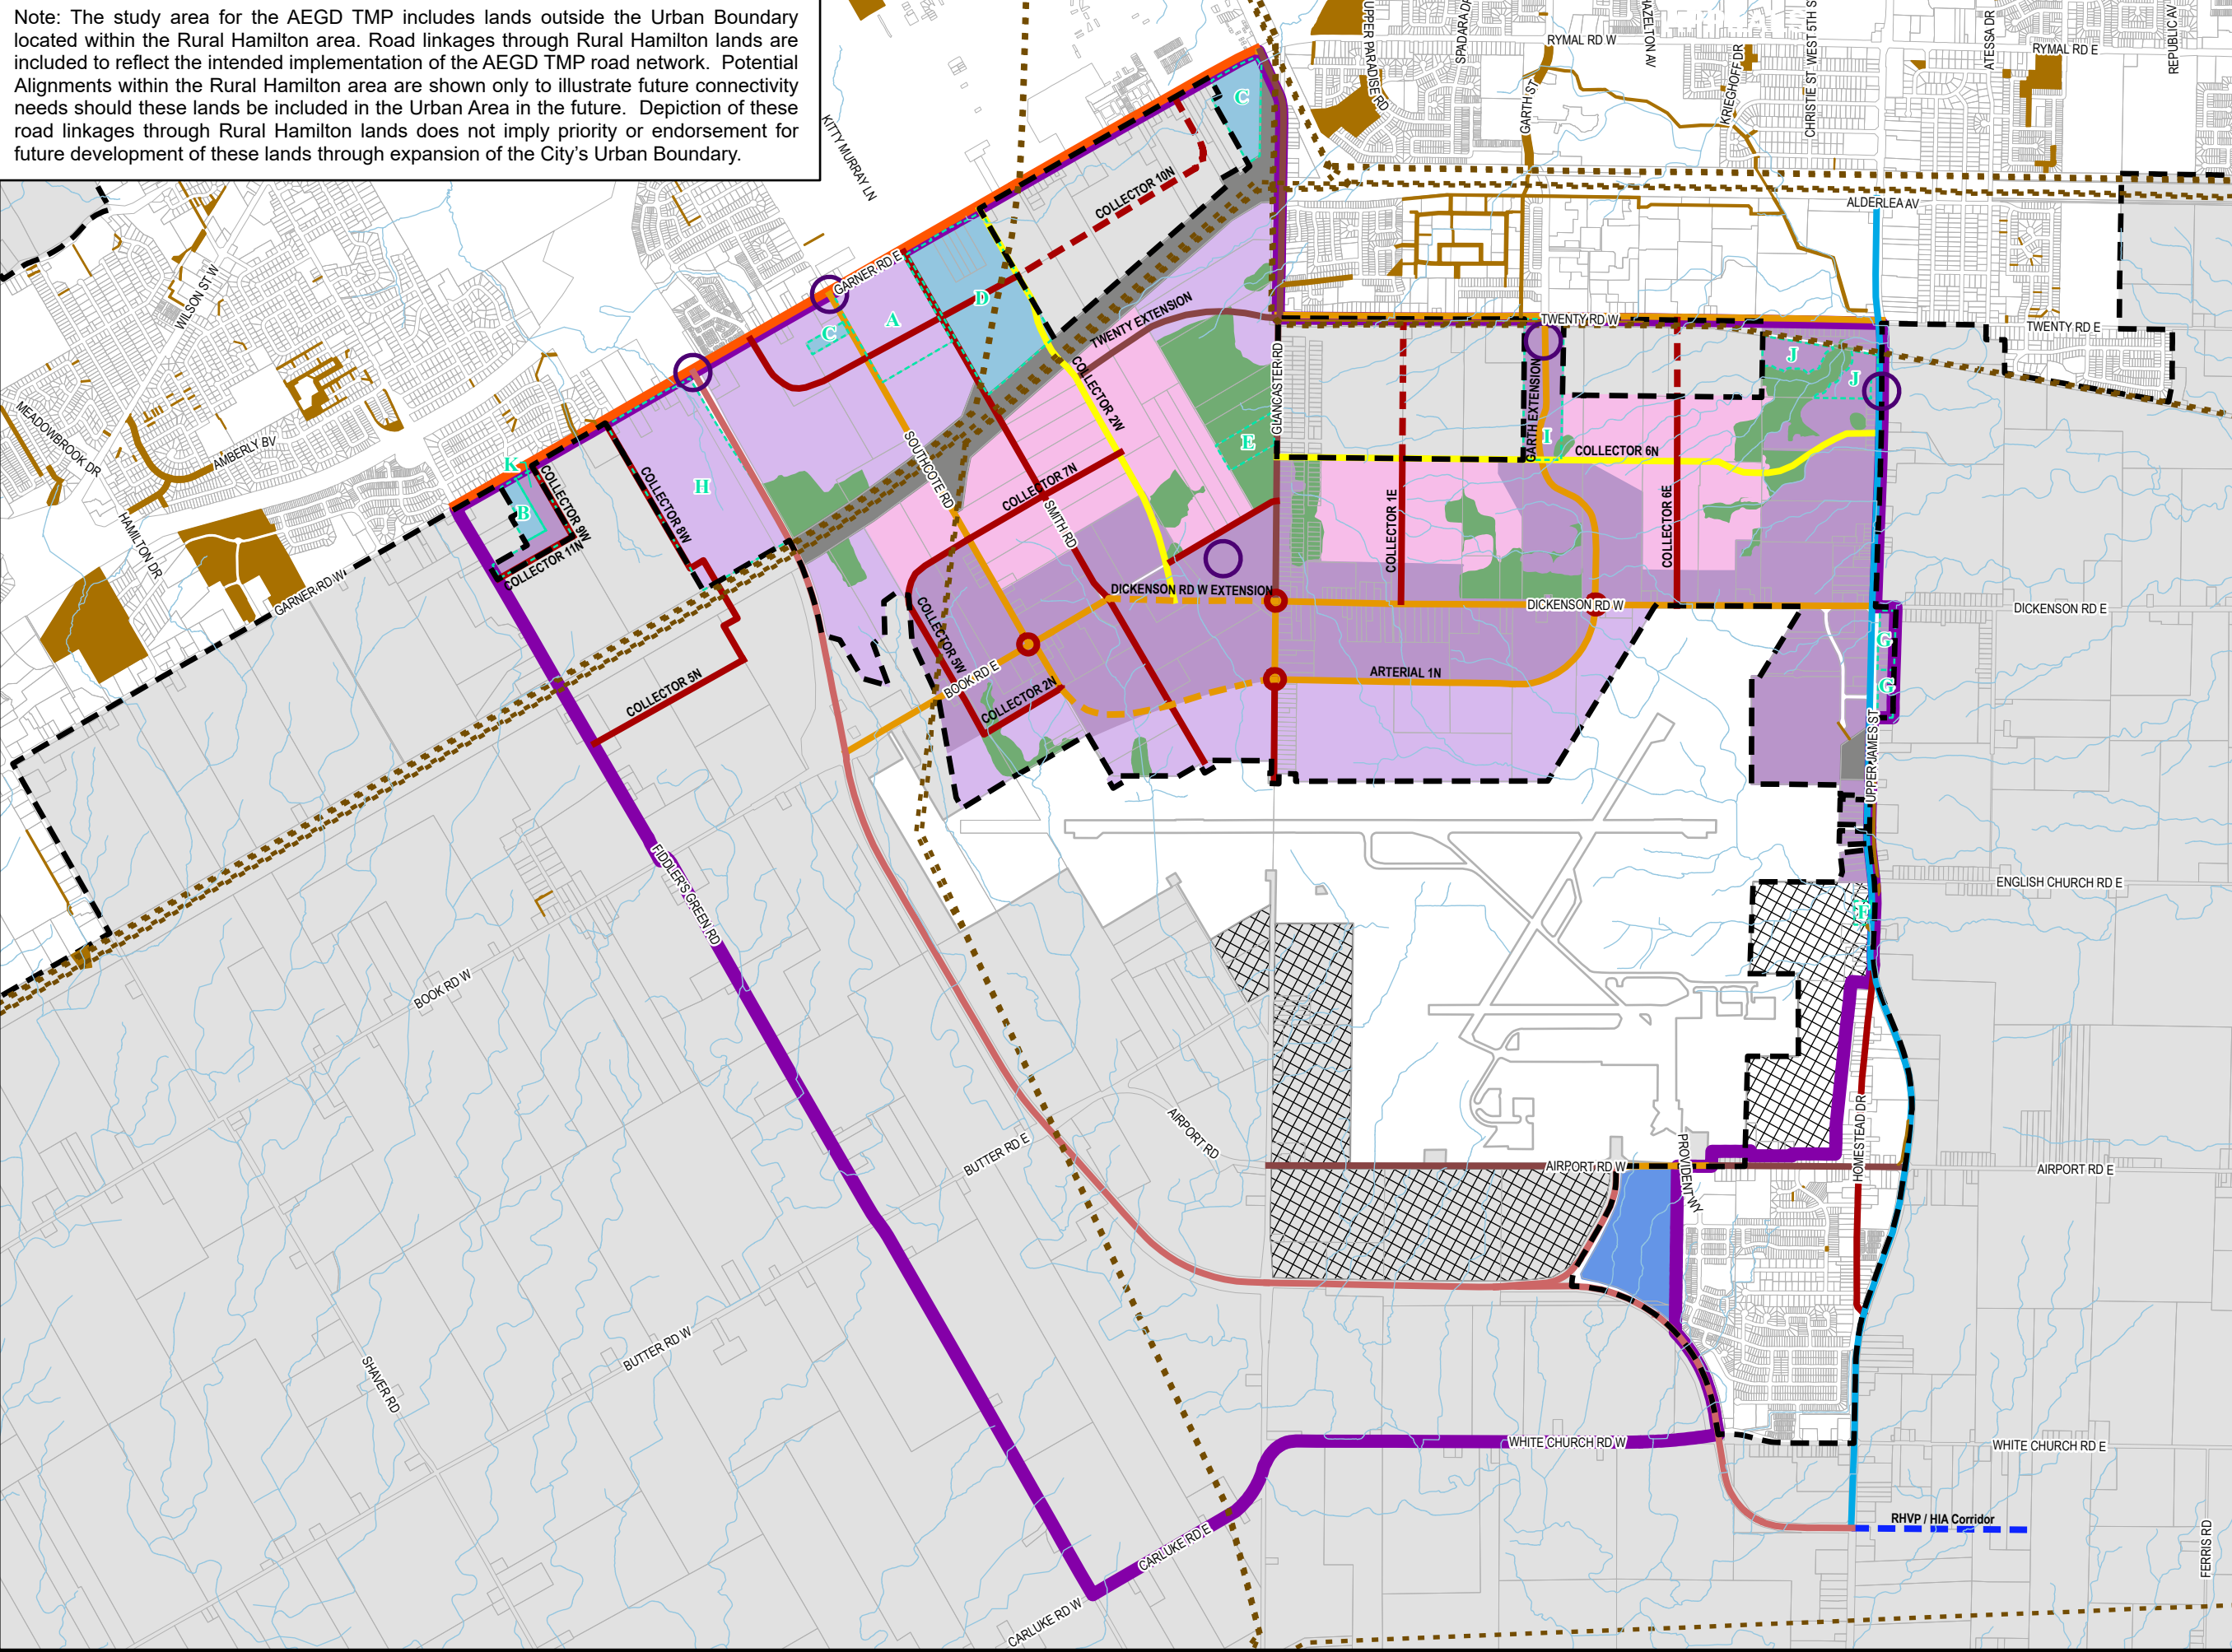 Note: The study area for the AEGD TMP includes lands outside the Urban Boundary
located within the Rural Hamilton area. Road linkages through Rural Hamilton lands are
included to reflect the intended implementation of the AEGD TMP road network. Potential
Alignments within the Rural Hamilton area are shown only to illustrate future connectivity
needs should these lands be included in the Urban Area in the future. Depiction of these
road linkages through Rural Hamilton lands does not imply priority or endorsement for
future development of these lands through expansion of the City's Urban Boundary.
UPPER PARADISE RD
GARTH ST
RYMAL RD W
KRIEGHOFF DR
CHRISTIE ST
WEST 5TH S
ATESSA DR
RYMAL RD E
REPUBLIC AV
KITTY MURRAY LN
C
COLLECTOR 10N
ALDERLEA AV
WILSON ST W
GARNER RD E
D
A
C
TWENTY EXTENSION
TWENTY RD W
TWENTY RD E
GLANCASTER RD
J
J
COLLECTOR 2W
GARTH EXTENSION
MEADOWBROOK DR
AMBERLY BV
SOUTHCOTE RD
E
I
COLLECTOR 6N
K
COLLECTOR 9W
COLLECTOR 8W
H
COLLECTOR 7N
B
HAMILTON DR
SMITH RD
COLLECTOR 1E
COLLECTOR 6E
COLLECTOR 11N
GARNER RD W
DICKENSON RD W EXTENSION
DICKENSON RD W
DICKENSON RD E
COLLECTOR 5W
G
BOOK RD E
ARTERIAL 1N
COLLECTOR 5N
COLLECTOR 2N
G
UPPER JAMES ST
FIDDLER'S GREEN RD
ENGLISH CHURCH RD E
F
BOOK RD W
AIRPORT RD
BUTTER RD E
HOMESTEAD DR
AIRPORT RD W
PROVIDENT WY
AIRPORT RD E
BUTTER RD W
SHAVER RD
WHITE CHURCH RD W
WHITE CHURCH RD E
RHVP / HIA Corridor
CARLUKE RD E
FERRIS RD
CARLUKE RD W